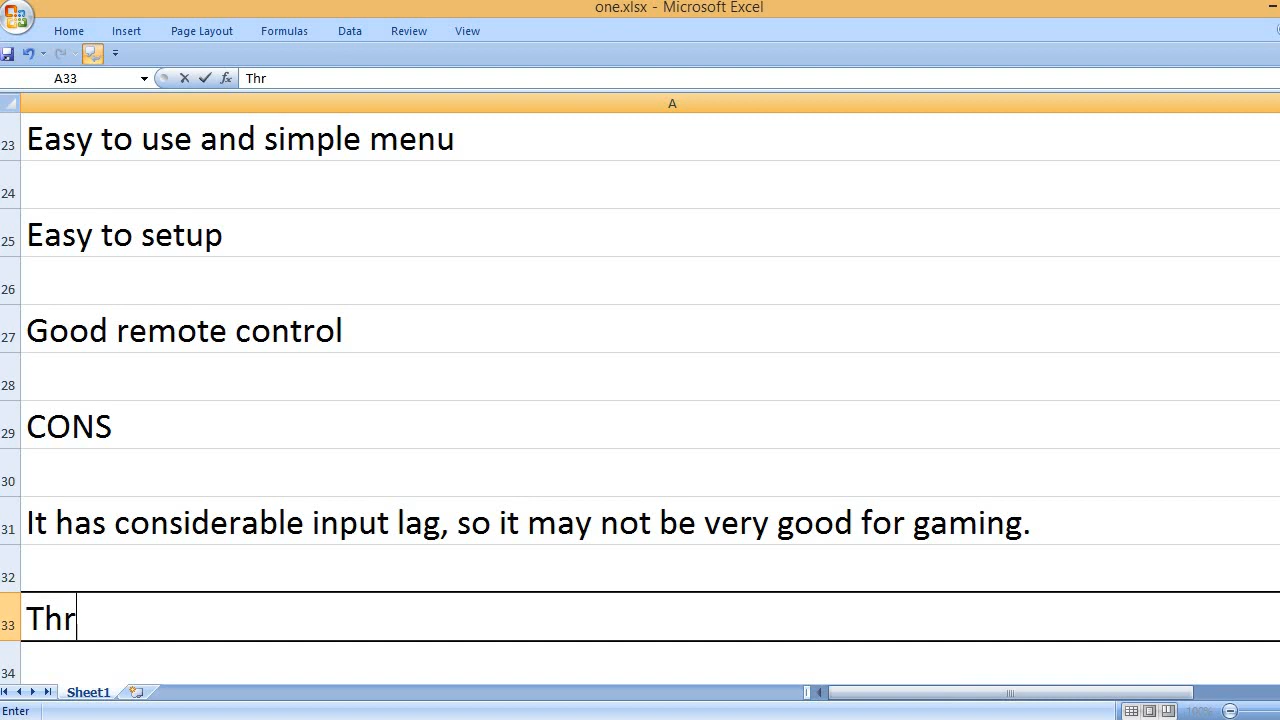 one.xlsx - Microsoft Excel
Home Insert Page Layout Formulas Data Review View
A33 fx Thr
A
23 Easy to use and simple menu
24
25 Easy to setup
26
27 Good remote control
28
29 CONS
30
31 It has considerable input lag, so it may not be very good for gaming.
32
33 Thr
34
Sheet1
Enter 100%